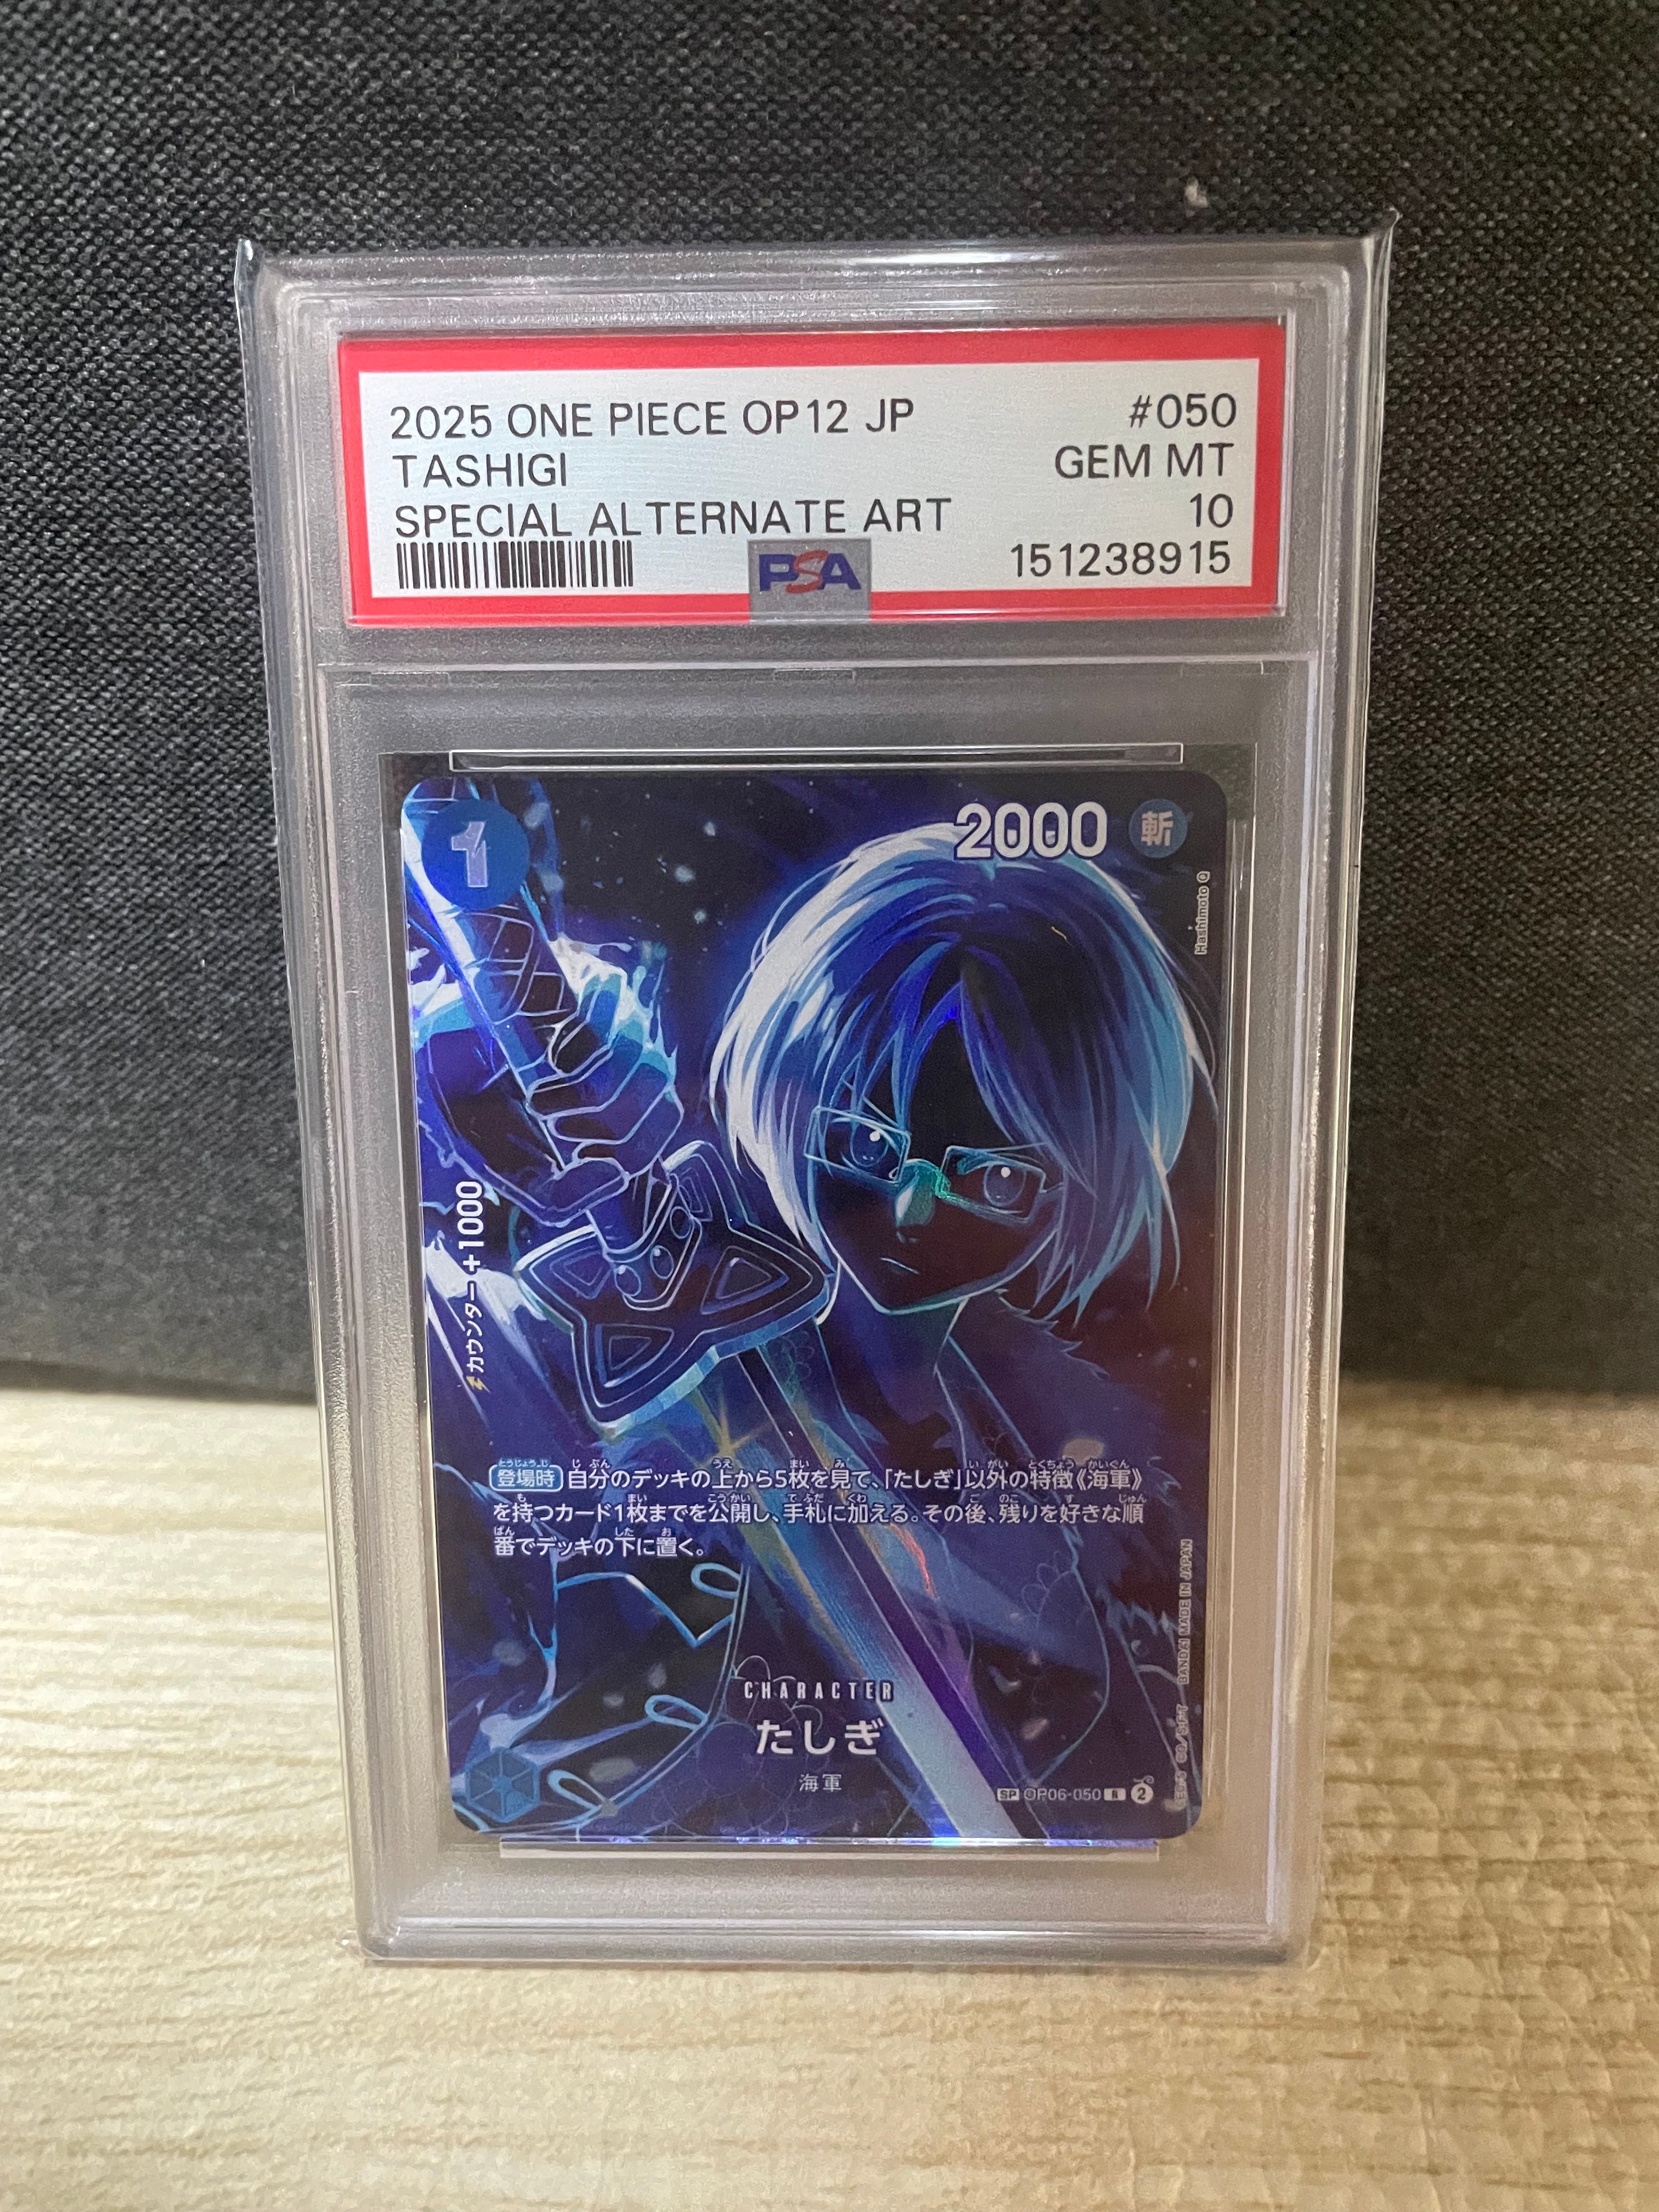 2025 ONE PIECE OP12 JP #050
TASHIGI GEM MT
SPECIAL ALTERNATE ART 10
PSA 151238915
1
2000 斬
Hashimoto Q
カウンター+1000
登場時 自分のデッキの上から5枚を見て、「たしぎ」以外の特徴《海軍》
を持つカード1枚までを公開し、手札に加える。その後、残りを好きな順
番でデッキの下に置く。
BANDAI MADE IN JAPAN
CHARACTER
たしぎ
海軍
SP OP06-050 R 2